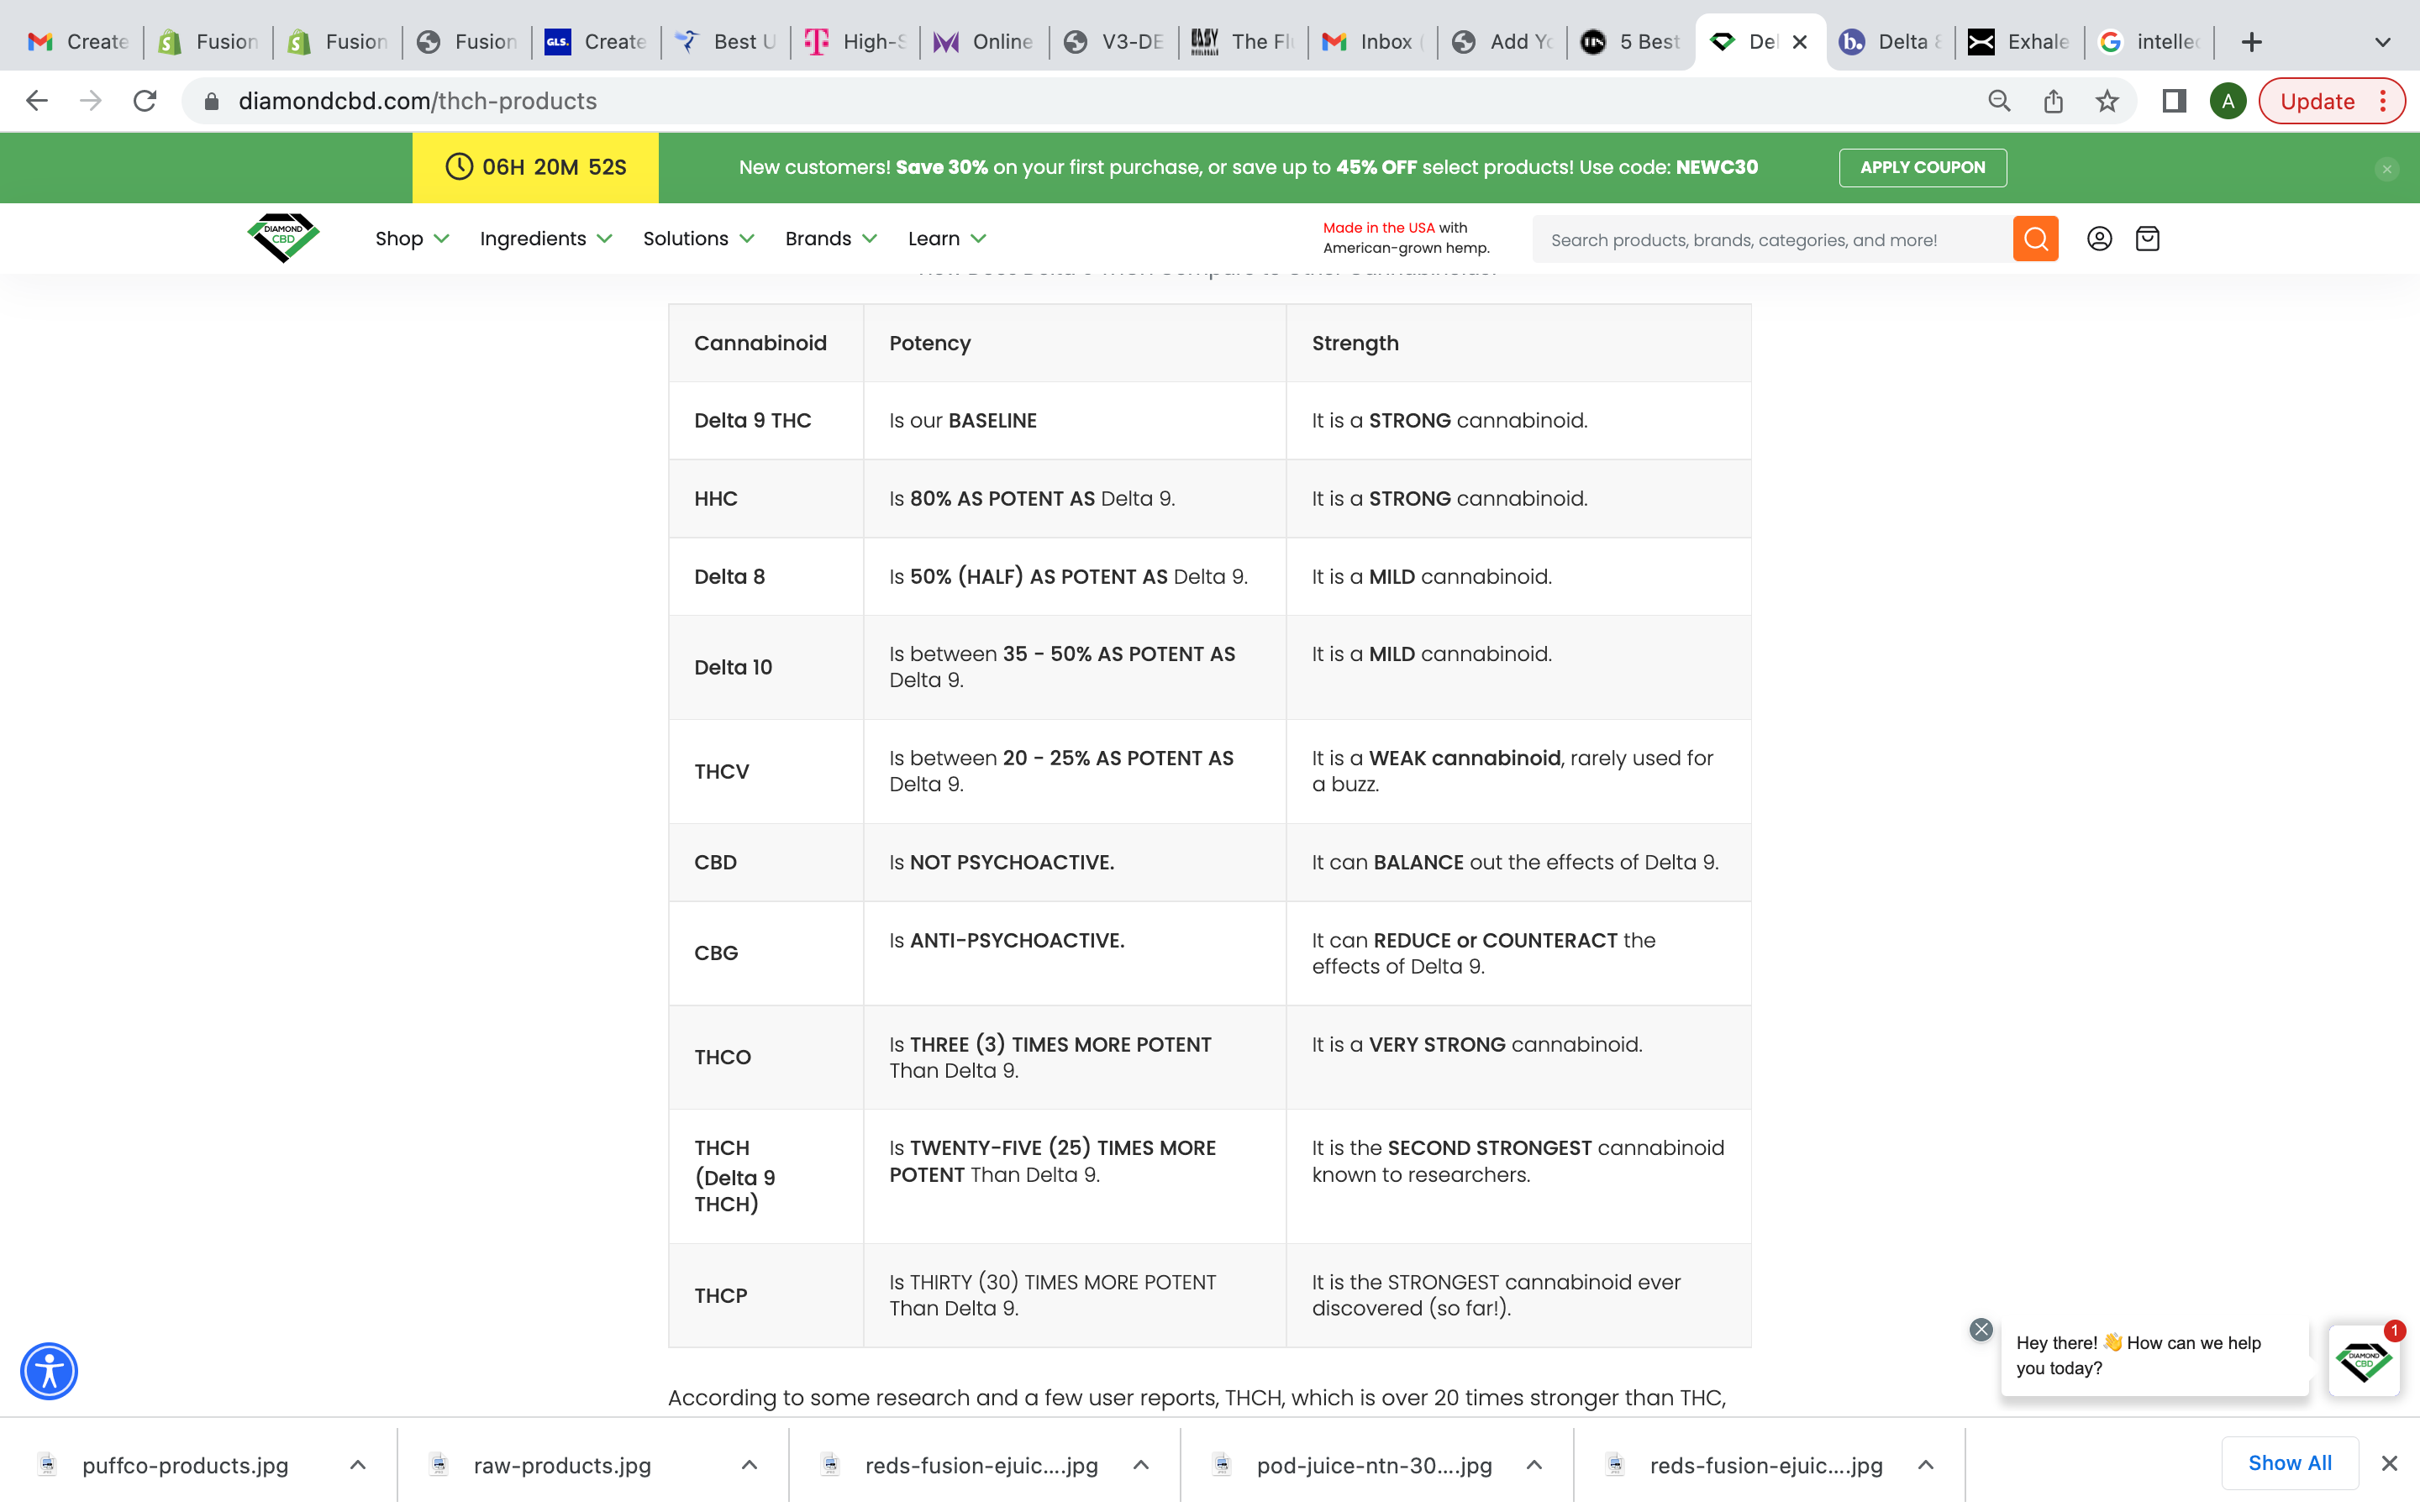 Create
Fusion
Fusion
Fusion
GLS.
Create
Best U
High-S
Online
V3-DE
EASY
The Flu
Inbox (
Add Yo
5 Best
Del
b.
Delta 8
Exhale
intellec
diamondcbd.com/thch-products
A
Update
06H 20M 52S
New customers! Save 30% on your first purchase, or save up to 45% OFF select products! Use code: NEWC30
APPLY COUPON
DIAMOND
CBD
Shop
Ingredients
Solutions
Brands
Learn
Made in the USA with
American-grown hemp.
Search products, brands, categories, and more!
Cannabinoid
Potency
Strength
Delta 9 THC
Is our BASELINE
It is a STRONG cannabinoid.
HHC
Is 80% AS POTENT AS Delta 9.
It is a STRONG cannabinoid.
Delta 8
Is 50% (HALF) AS POTENT AS Delta 9.
It is a MILD cannabinoid.
Delta 10
Is between 35 - 50% AS POTENT AS
Delta 9.
It is a MILD cannabinoid.
THCV
Is between 20 - 25% AS POTENT AS
Delta 9.
It is a WEAK cannabinoid, rarely used for
a buzz.
CBD
Is NOT PSYCHOACTIVE.
It can BALANCE out the effects of Delta 9.
CBG
Is ANTI-PSYCHOACTIVE.
It can REDUCE or COUNTERACT the
effects of Delta 9.
THCO
Is THREE (3) TIMES MORE POTENT
Than Delta 9.
It is a VERY STRONG cannabinoid.
THCH
(Delta 9
THCH)
Is TWENTY-FIVE (25) TIMES MORE
POTENT Than Delta 9.
It is the SECOND STRONGEST cannabinoid
known to researchers.
THCP
Is THIRTY (30) TIMES MORE POTENT
Than Delta 9.
It is the STRONGEST cannabinoid ever
discovered (so far!).
According to some research and a few user reports, THCH, which is over 20 times stronger than THC,
Hey there! 👋 How can we help
you today?
1
DIAMOND
CBD
puffco-products.jpg
raw-products.jpg
reds-fusion-ejuic....jpg
pod-juice-ntn-30....jpg
reds-fusion-ejuic....jpg
Show All